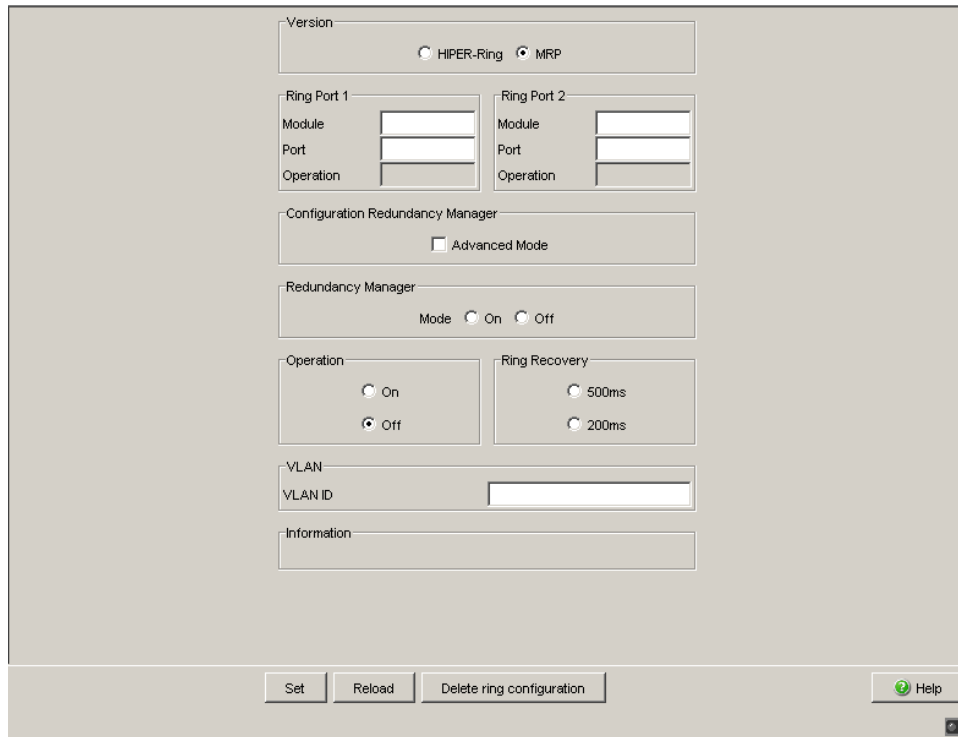 Version
HIPER-Ring MRP
Ring Port 1 Ring Port 2
Module Module
Port Port
Operation Operation
Configuration Redundancy Manager
Advanced Mode
Redundancy Manager
Mode On Off
Operation Ring Recovery
On 500ms
Off 200ms
VLAN
VLAN ID
Information
Set Reload Delete ring configuration Help